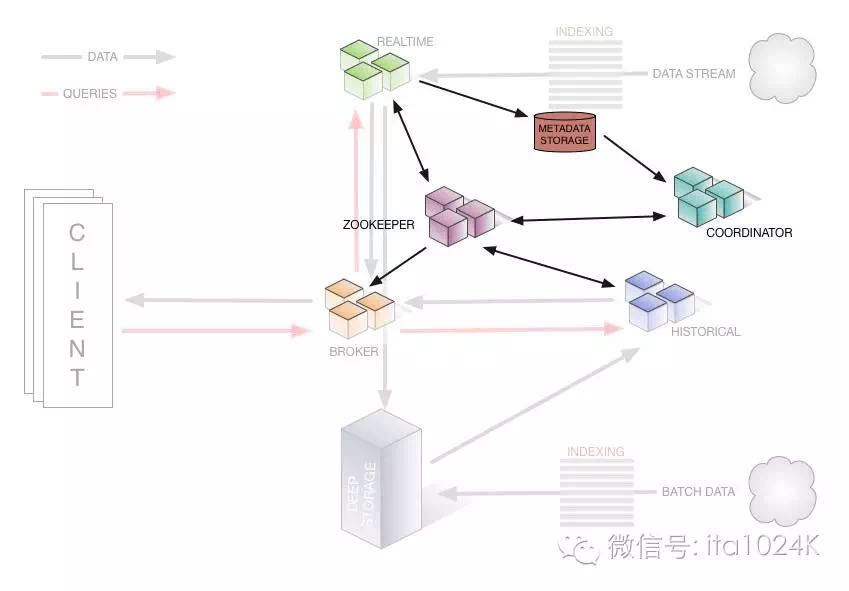 REALTIME
INDEXING
DATA
DATA STREAM
QUERIES
METADATA
STORAGE
ZOOKEEPER
COORDINATOR
CLIENT
HISTORICAL
BROKER
DEEP
STORAGE
INDEXING
BATCH DATA
微信号: ita1024K